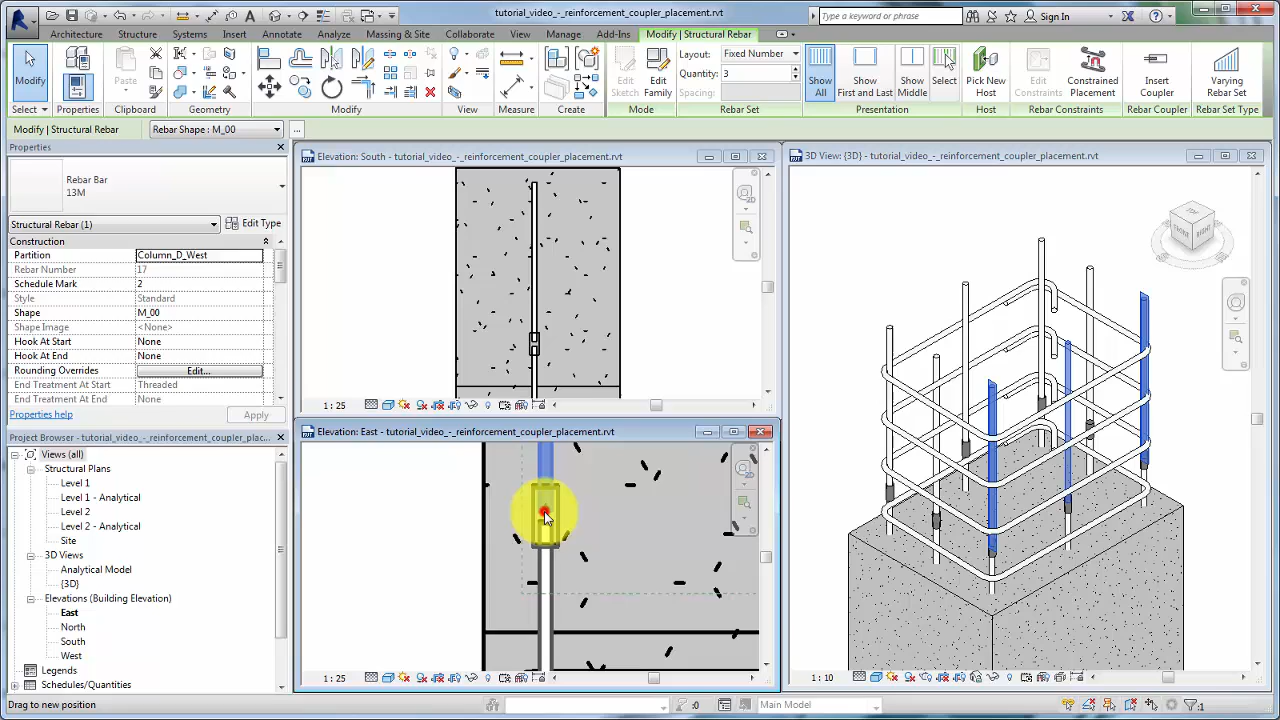 tutorial_video_-_reinforcement_coupler_placement.rvt
Type a keyword or phrase
Sign In
Architecture Structure Systems Insert Annotate Analyze Massing & Site Collaborate View Manage Add-Ins Modify | Structural Rebar
Modify
Select
Properties
Paste
Clipboard
Geometry
Modify
View
Measure
Create
Edit Sketch
Edit Family
Mode
Layout: Fixed Number
Quantity: 3
Spacing:
Rebar Set
Show All
Show First and Last
Show Middle
Select
Presentation
Pick New Host
Host
Edit Constraints
Constrained Placement
Rebar Constraints
Insert Coupler
Rebar Coupler
Varying Rebar Set
Rebar Set Type
Modify | Structural Rebar
Rebar Shape : M_00
...
Properties
Rebar Bar
13M
Structural Rebar (1)
Edit Type
Construction
Partition Column_D_West
Rebar Number 17
Schedule Mark 2
Style Standard
Shape M_00
Shape Image <None>
Hook At Start None
Hook At End None
Rounding Overrides Edit...
End Treatment At Start Threaded
End Treatment At End None
Properties help
Apply
Project Browser - tutorial_video_-_reinforcement_coupler_plac...
Views (all)
Structural Plans
Level 1
Level 1 - Analytical
Level 2
Level 2 - Analytical
Site
3D Views
Analytical Model
{3D}
Elevations (Building Elevation)
East
North
South
West
Legends
Schedules/Quantities
Elevation: South - tutorial_video_-_reinforcement_coupler_placement.rvt
1 : 25
Elevation: East - tutorial_video_-_reinforcement_coupler_placement.rvt
1 : 25
3D View: {3D} - tutorial_video_-_reinforcement_coupler_placement.rvt
TOP
RIGHT
1 : 10
Drag to new position
:0
Main Model
:1